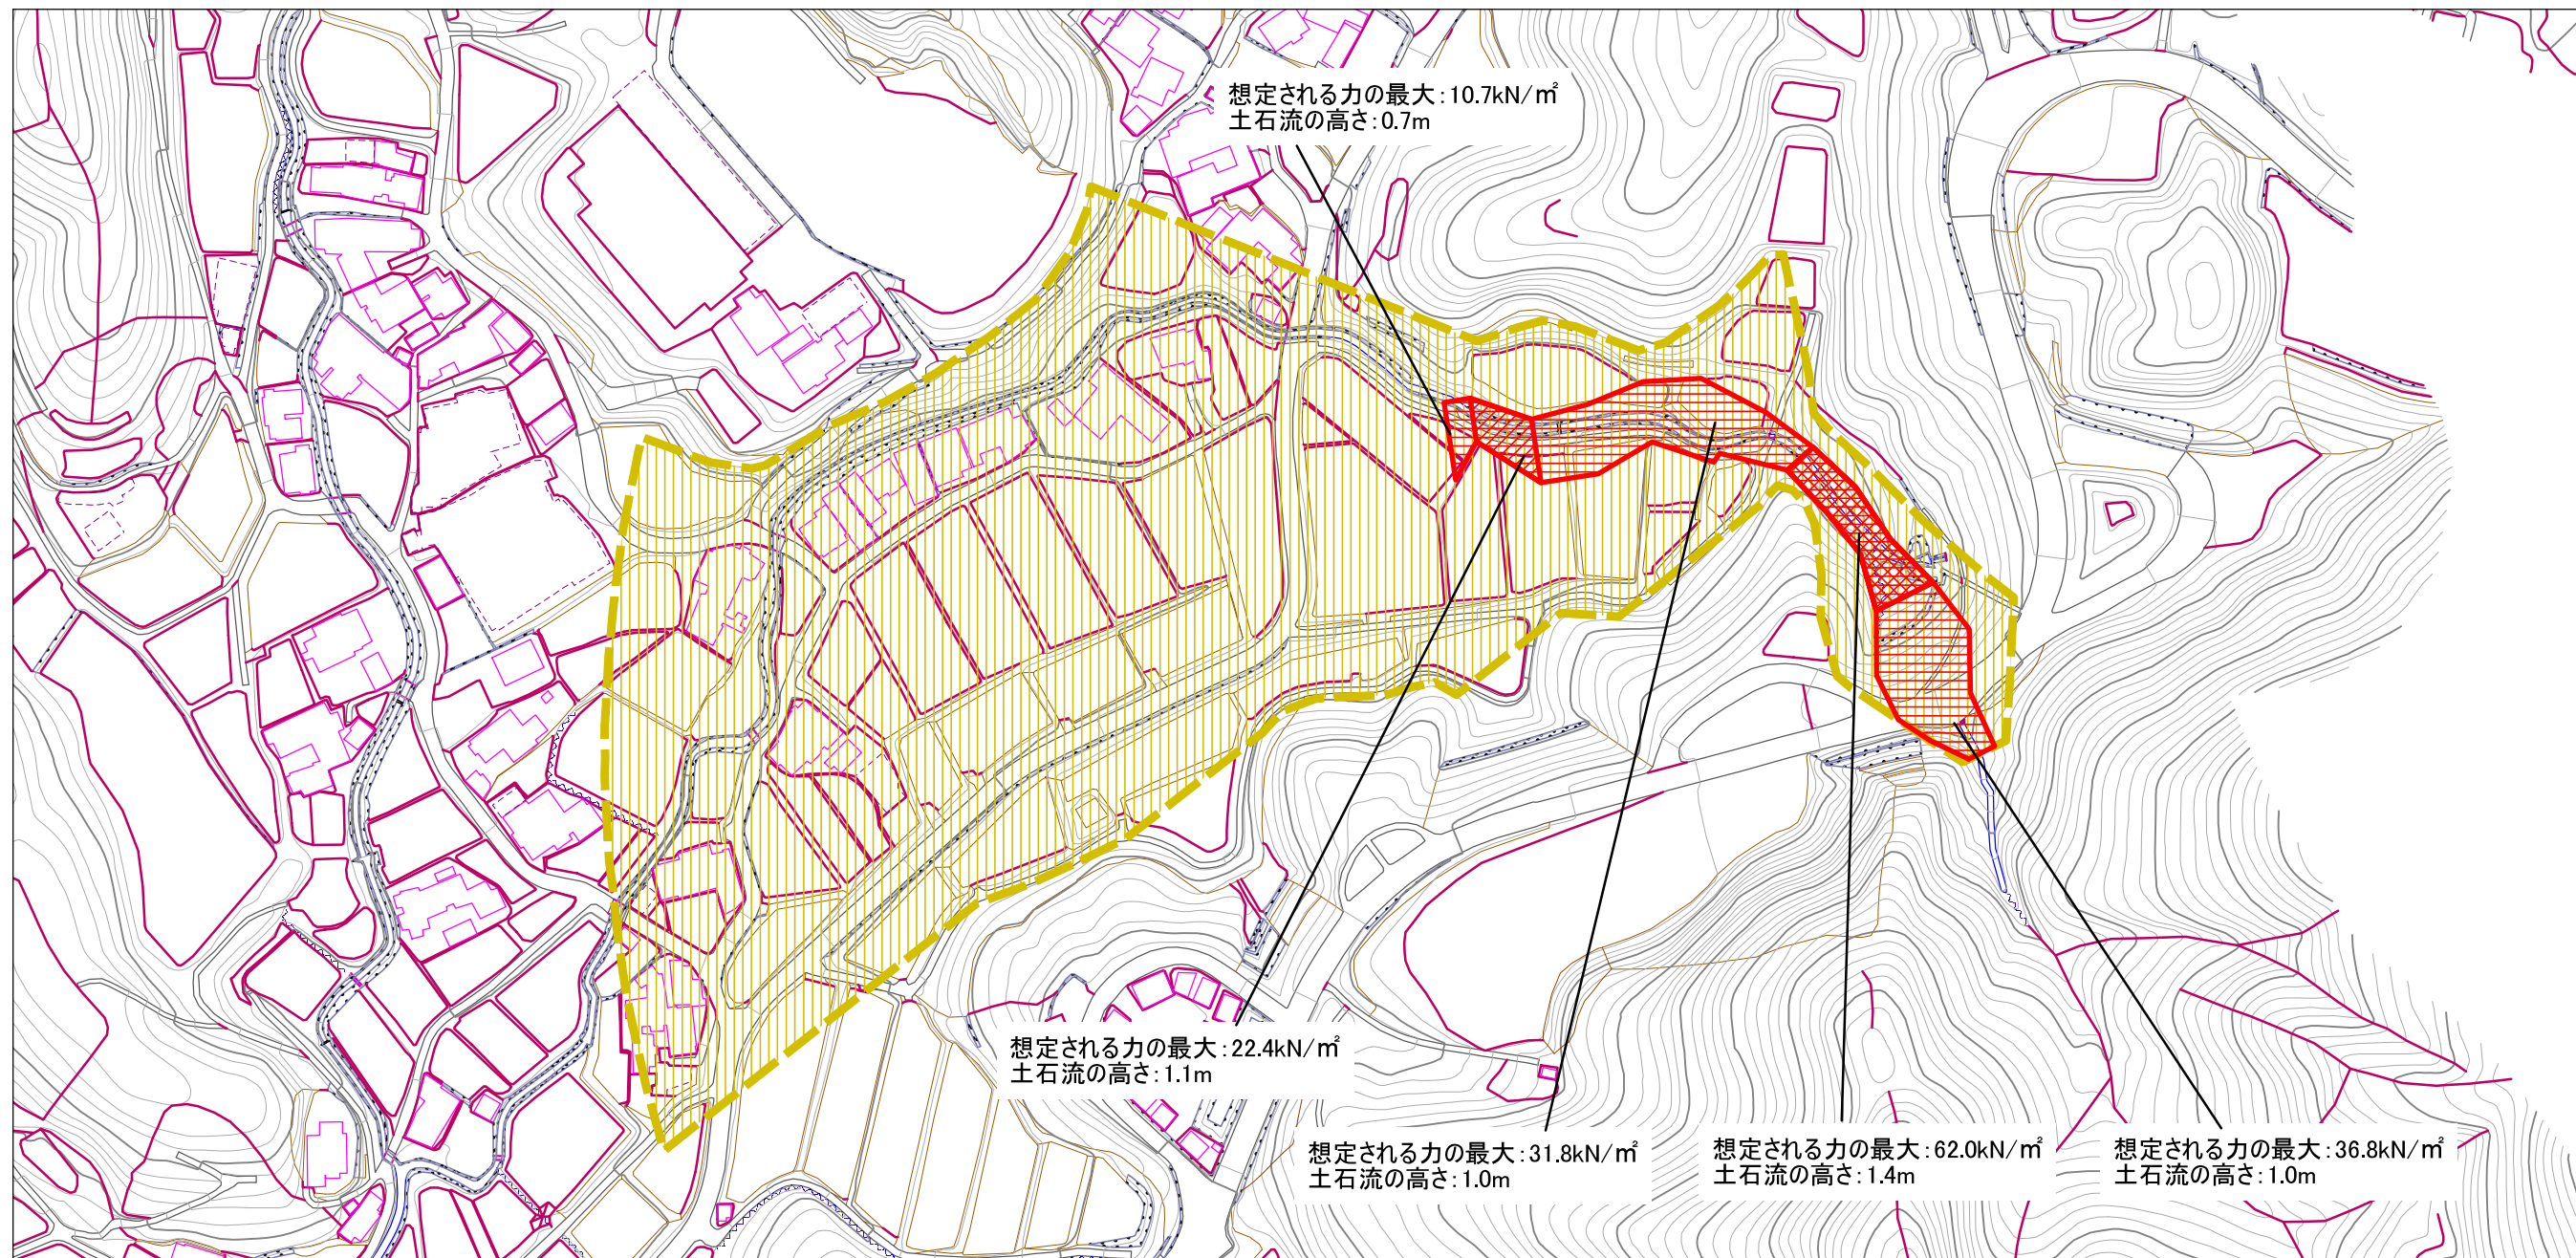 想定される力の最大:10.7kN/㎡
土石流の高さ:0.7m
想定される力の最大:22.4kN/㎡
土石流の高さ:1.1m
想定される力の最大:31.8kN/㎡
土石流の高さ:1.0m
想定される力の最大:62.0kN/㎡
土石流の高さ:1.4m
想定される力の最大:36.8kN/㎡
土石流の高さ:1.0m